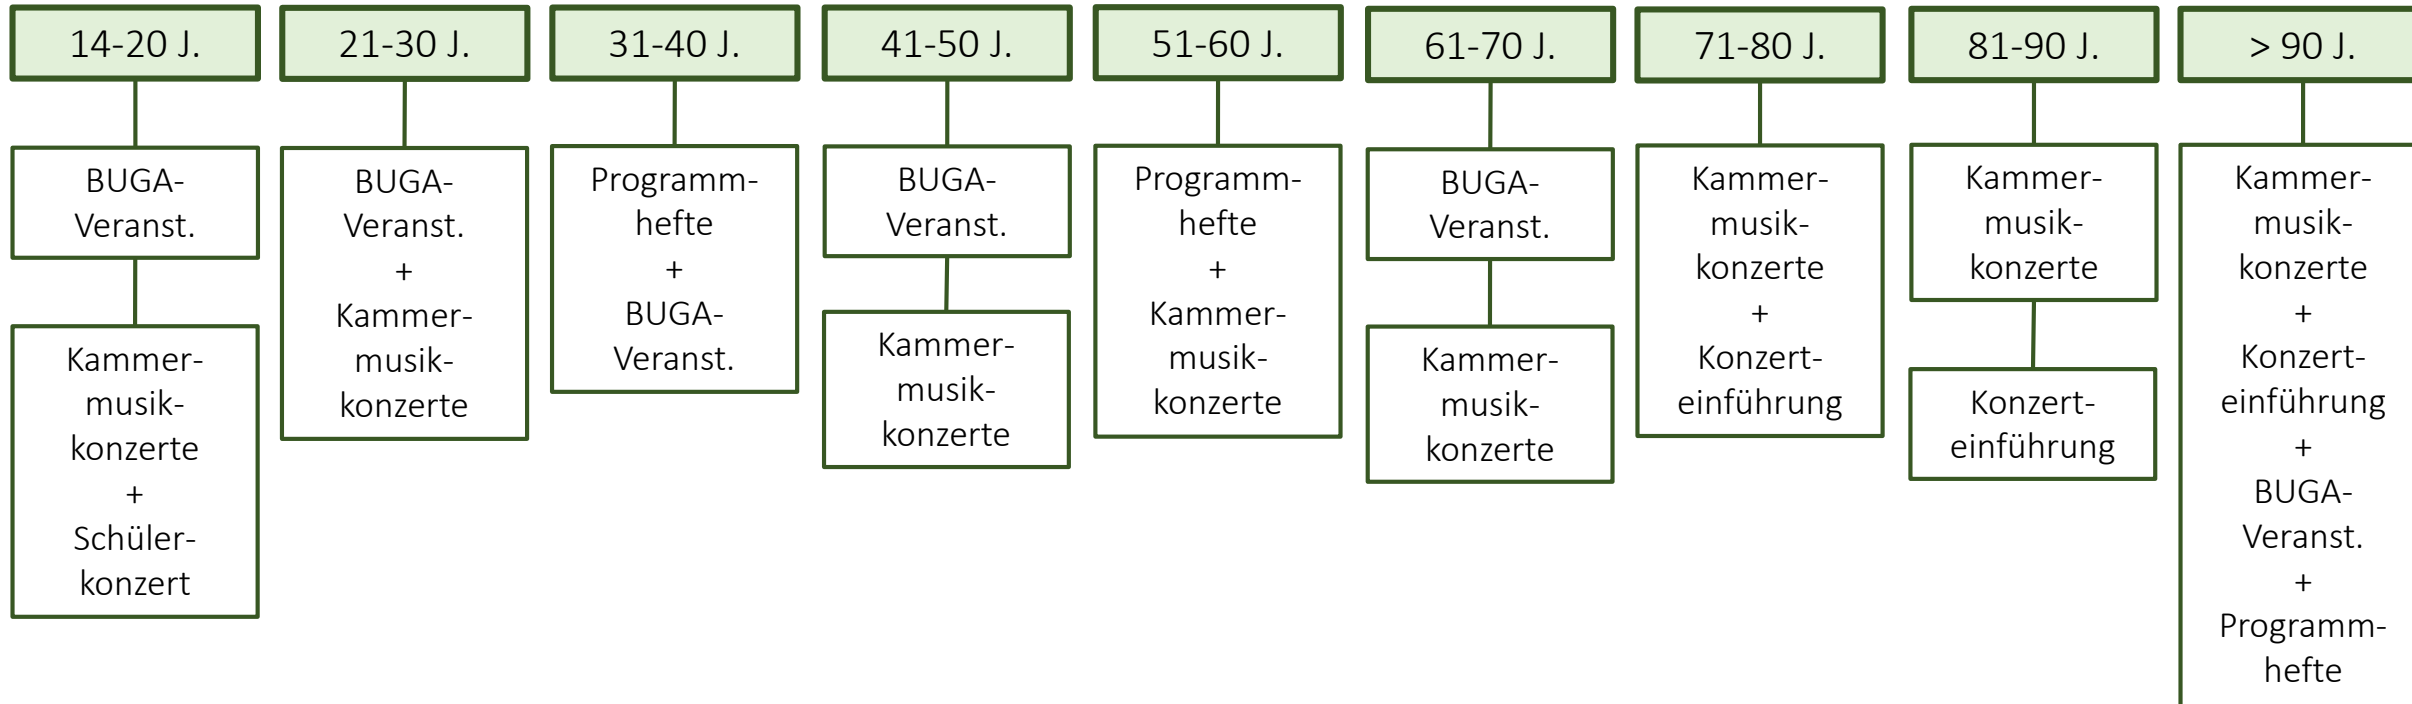 14-20 J.
BUGA-
Veranst.
Kammer-
musik-
konzerte
+
Schüler-
konzert
21-30 J.
BUGA-
Veranst.
+
Kammer-
musik-
konzerte
31-40 J.
Programm-
hefte
+
BUGA-
Veranst.
41-50 J.
BUGA-
Veranst.
Kammer-
musik-
konzerte
51-60 J.
Programm-
hefte
+
Kammer-
musik-
konzerte
61-70 J.
BUGA-
Veranst.
Kammer-
musik-
konzerte
71-80 J.
Kammer-
musik-
konzerte
+
Konzert-
einführung
81-90 J.
Kammer-
musik-
konzerte
Konzert-
einführung
> 90 J.
Kammer-
musik-
konzerte
+
Konzert-
einführung
+
BUGA-
Veranst.
+
Programm-
hefte